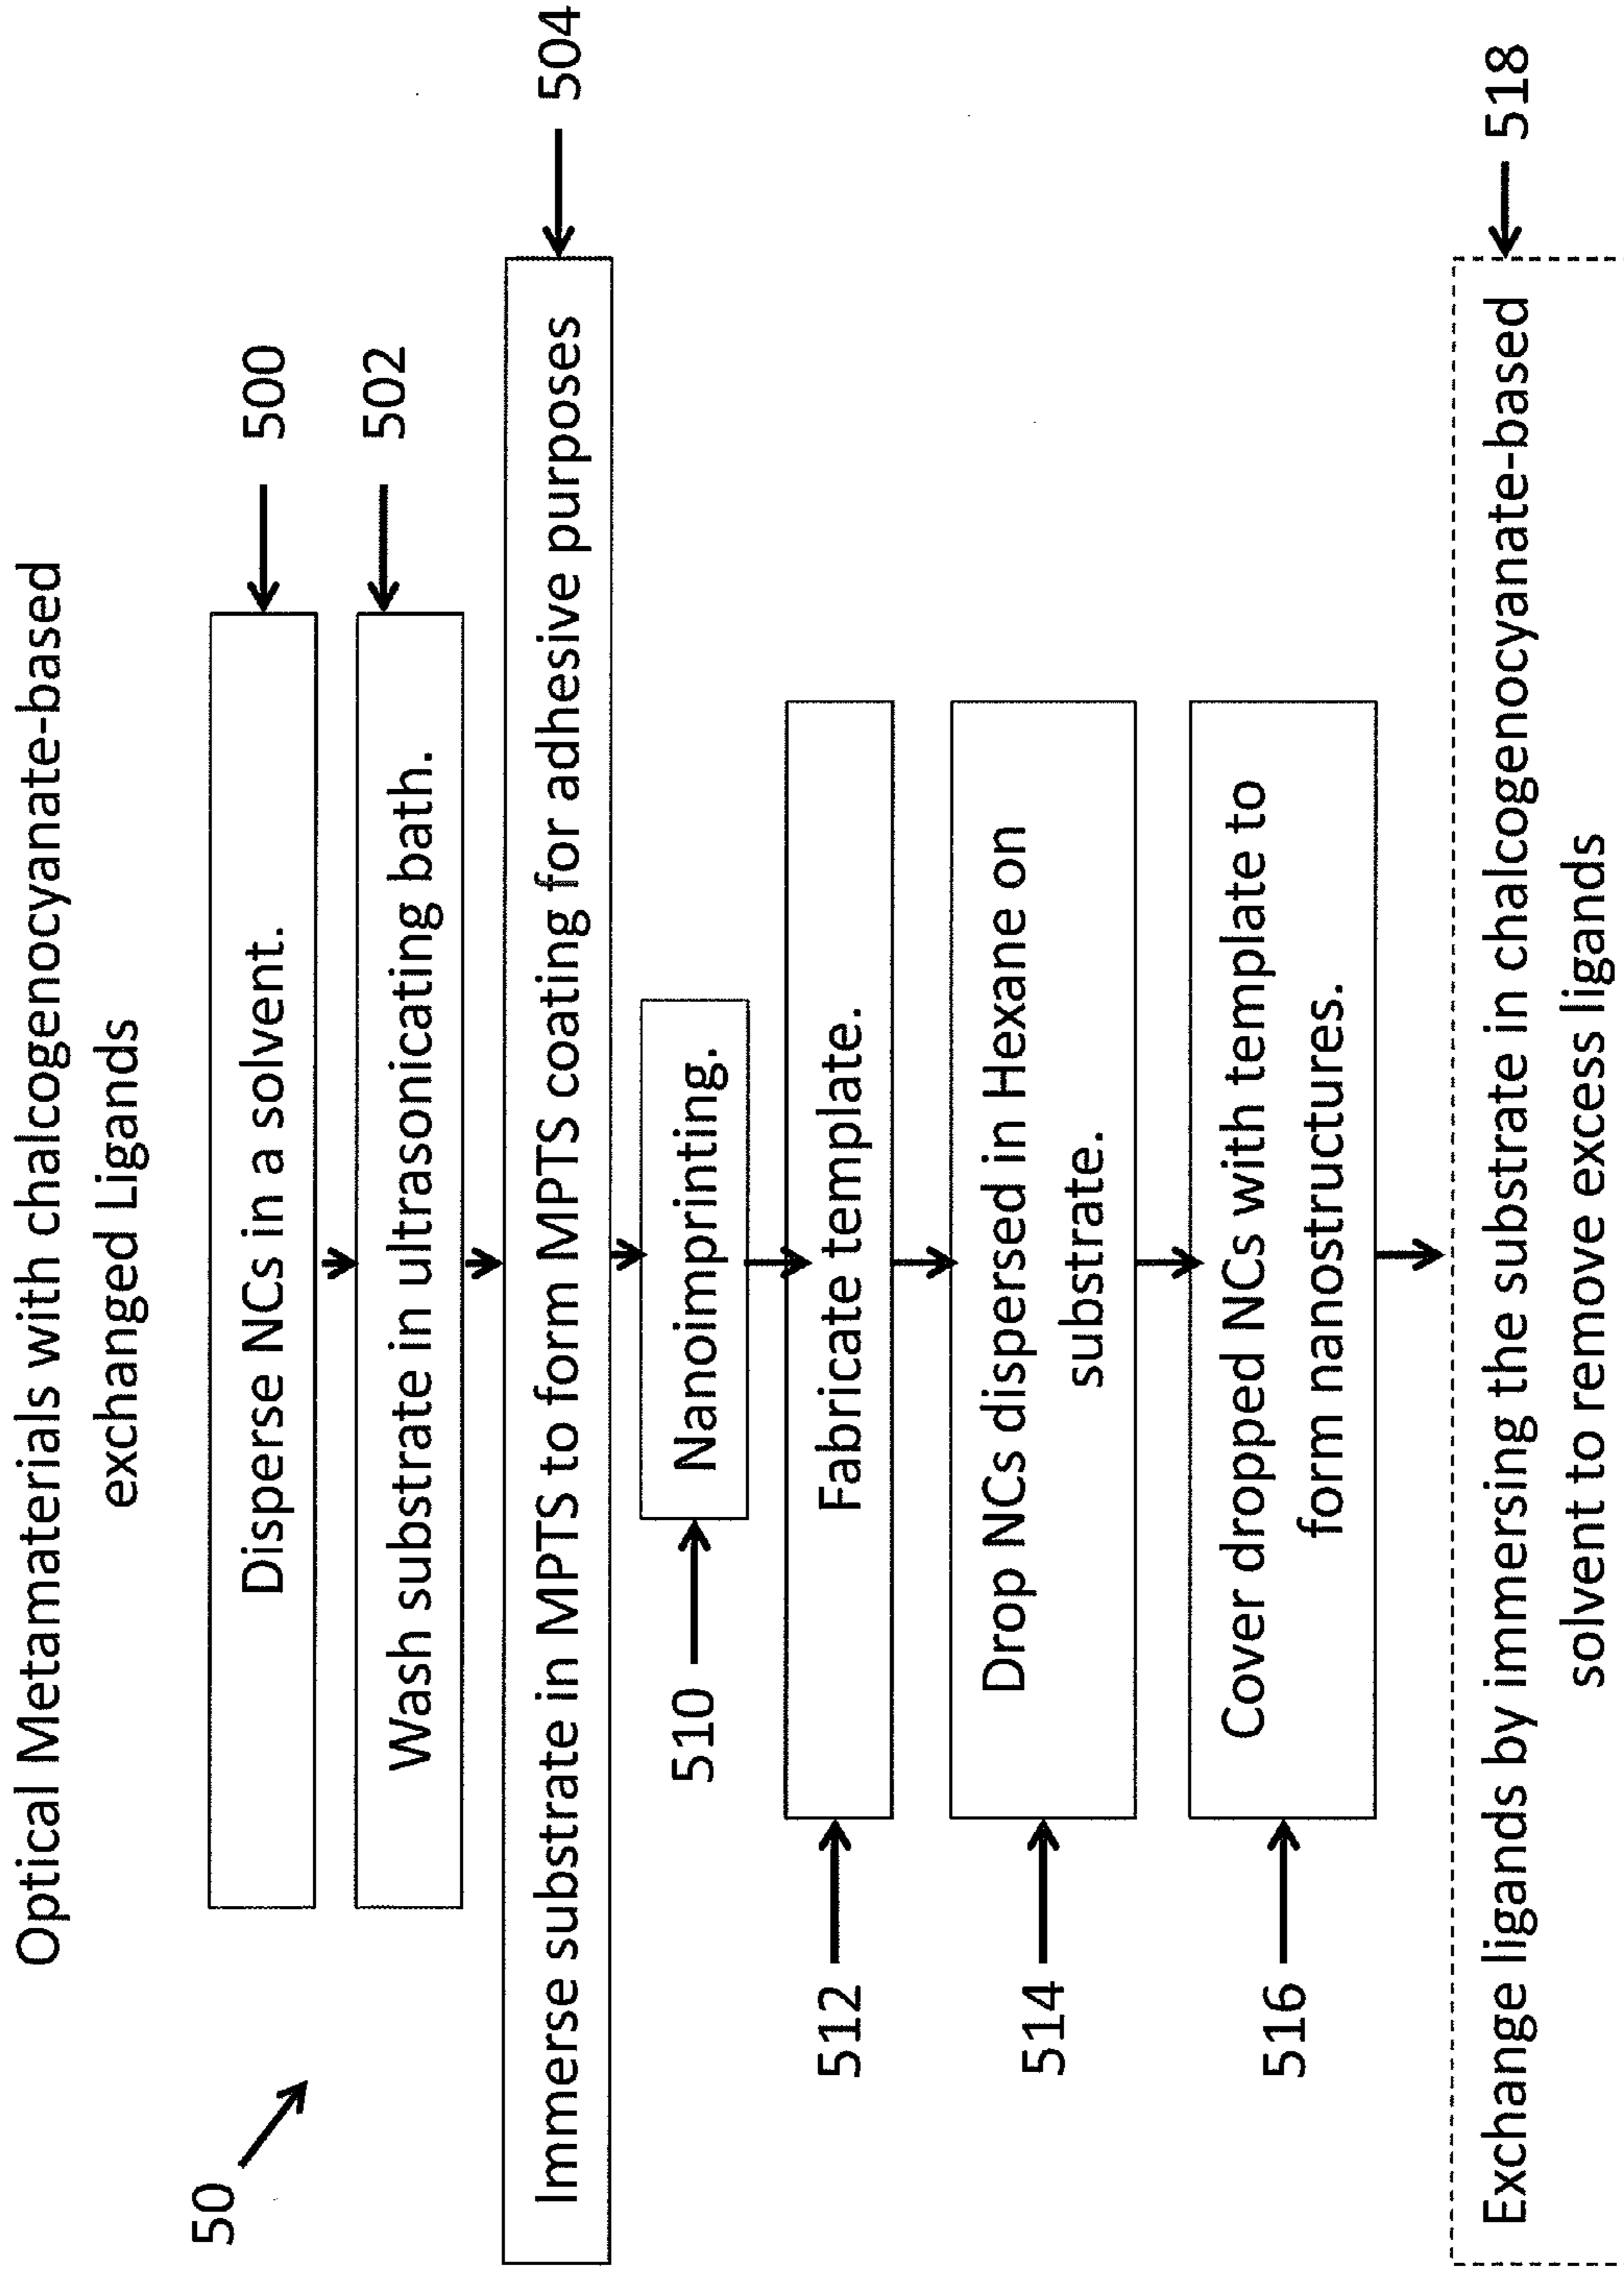 Optical Metamaterials with chalcogenocyanate-based
exchanged Ligands
50
Disperse NCs in a solvent.
500
Wash substrate in ultrasonicating bath.
502
Immerse substrate in MPTS to form MPTS coating for adhesive purposes
504
510
Nanoimprinting.
512
Fabricate template.
514
Drop NCs dispersed in Hexane on
substrate.
516
Cover dropped NCs with template to
form nanostructures.
Exchange ligands by immersing the substrate in chalcogenocyanate-based
solvent to remove excess ligands
518